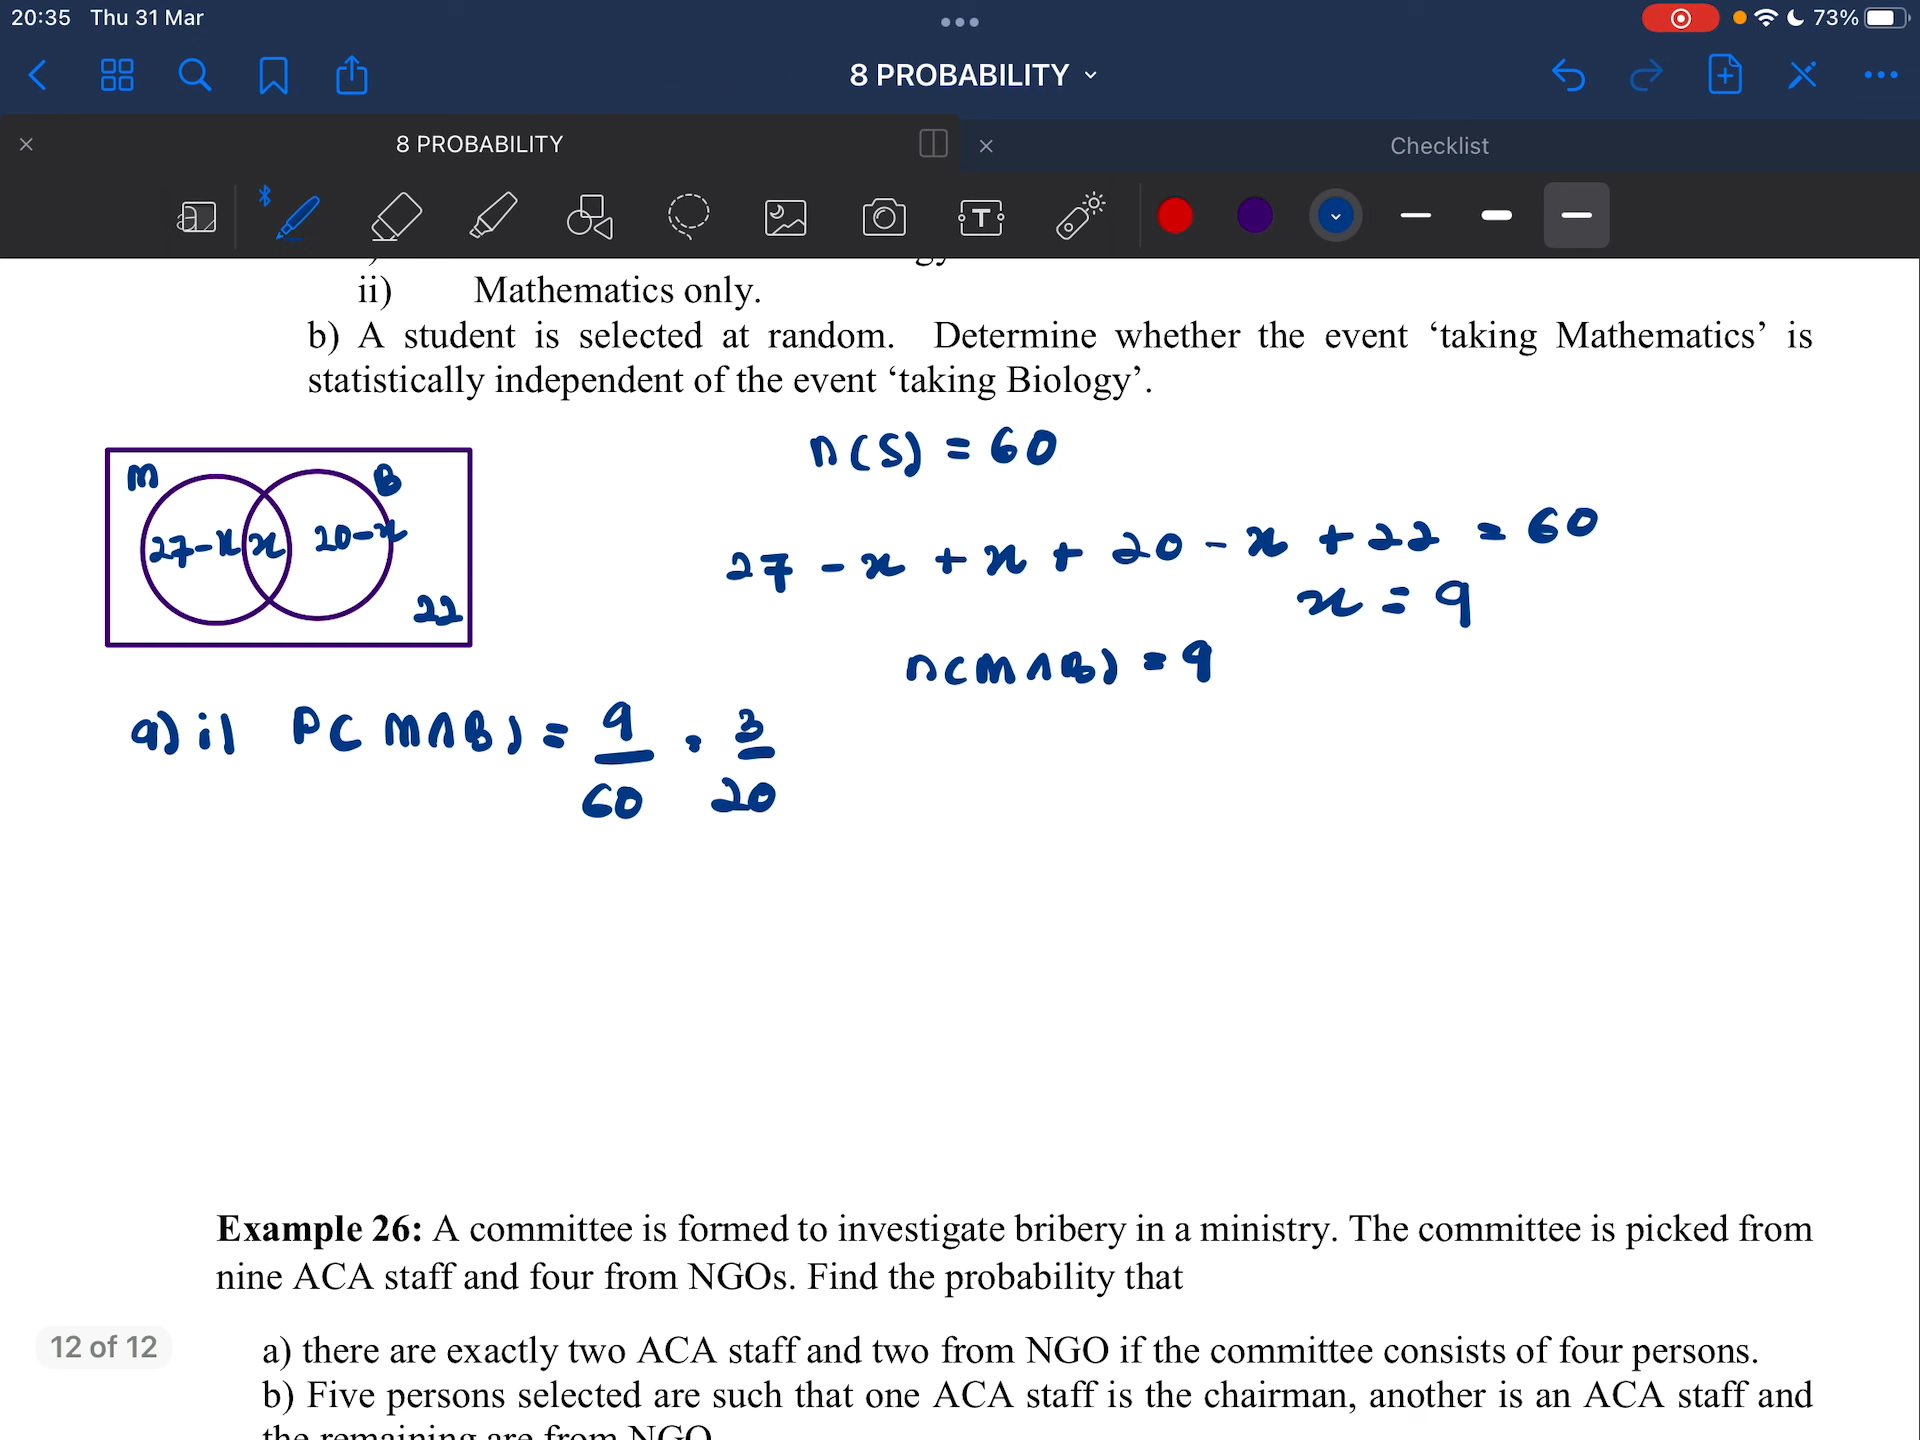 20:35 Thu 31 Mar 73%
8 PROBABILITY
8 PROBABILITY Checklist
ii) Mathematics only.
b) A student is selected at random. Determine whether the event ‘taking Mathematics’ is
statistically independent of the event ‘taking Biology’.
n(S) = 60
M B
27-x x 20-x
22
27 - x + x + 20 - x + 22 = 60
x = 9
n(M∩B) = 9
a) i) P(M∩B) = 9/60 = 3/20
Example 26: A committee is formed to investigate bribery in a ministry. The committee is picked from
nine ACA staff and four from NGOs. Find the probability that
12 of 12
a) there are exactly two ACA staff and two from NGO if the committee consists of four persons.
b) Five persons selected are such that one ACA staff is the chairman, another is an ACA staff and
the remaining are from NGO